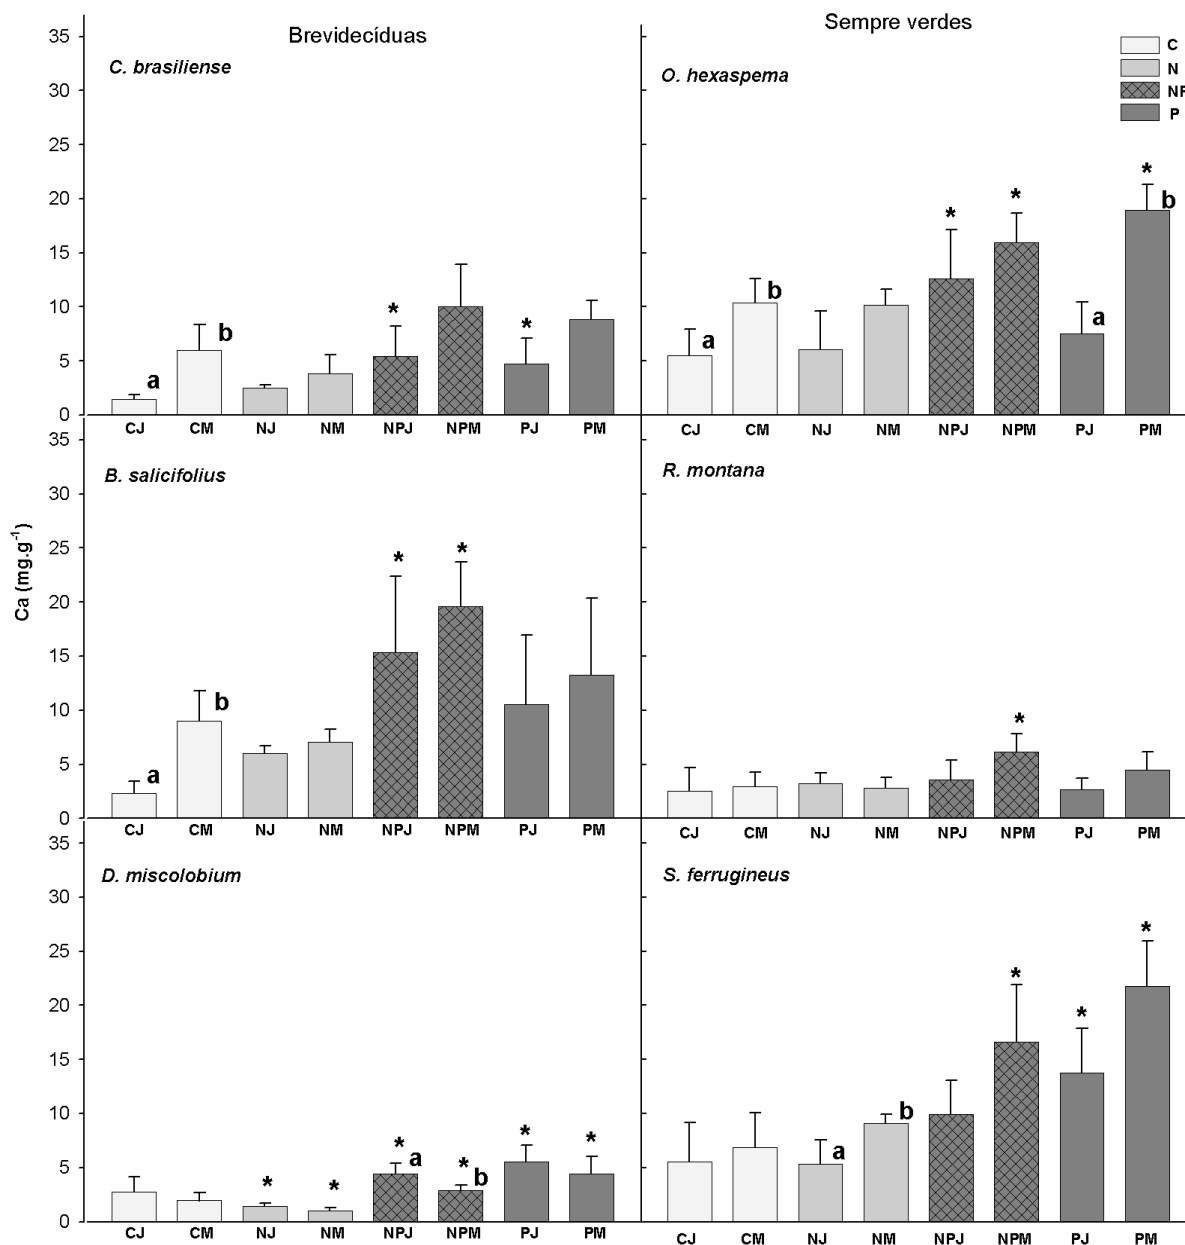 Brevidecíduas
Sempre verdes
C
N
NP
P
Ca (mg.g⁻¹)
C. brasiliense
35
30
25
20
15
10
5
0
a b * *
CJ CM NJ NM NPJ NPM PJ PM
O. hexaspema
a b * * a * b
CJ CM NJ NM NPJ NPM PJ PM
B. salicifolius
35
30
25
20
15
10
5
0
a b * *
CJ CM NJ NM NPJ NPM PJ PM
R. montana
*
CJ CM NJ NM NPJ NPM PJ PM
D. miscolobium
35
30
25
20
15
10
5
0
* * * a * b * *
CJ CM NJ NM NPJ NPM PJ PM
S. ferrugineus
a b * * *
CJ CM NJ NM NPJ NPM PJ PM